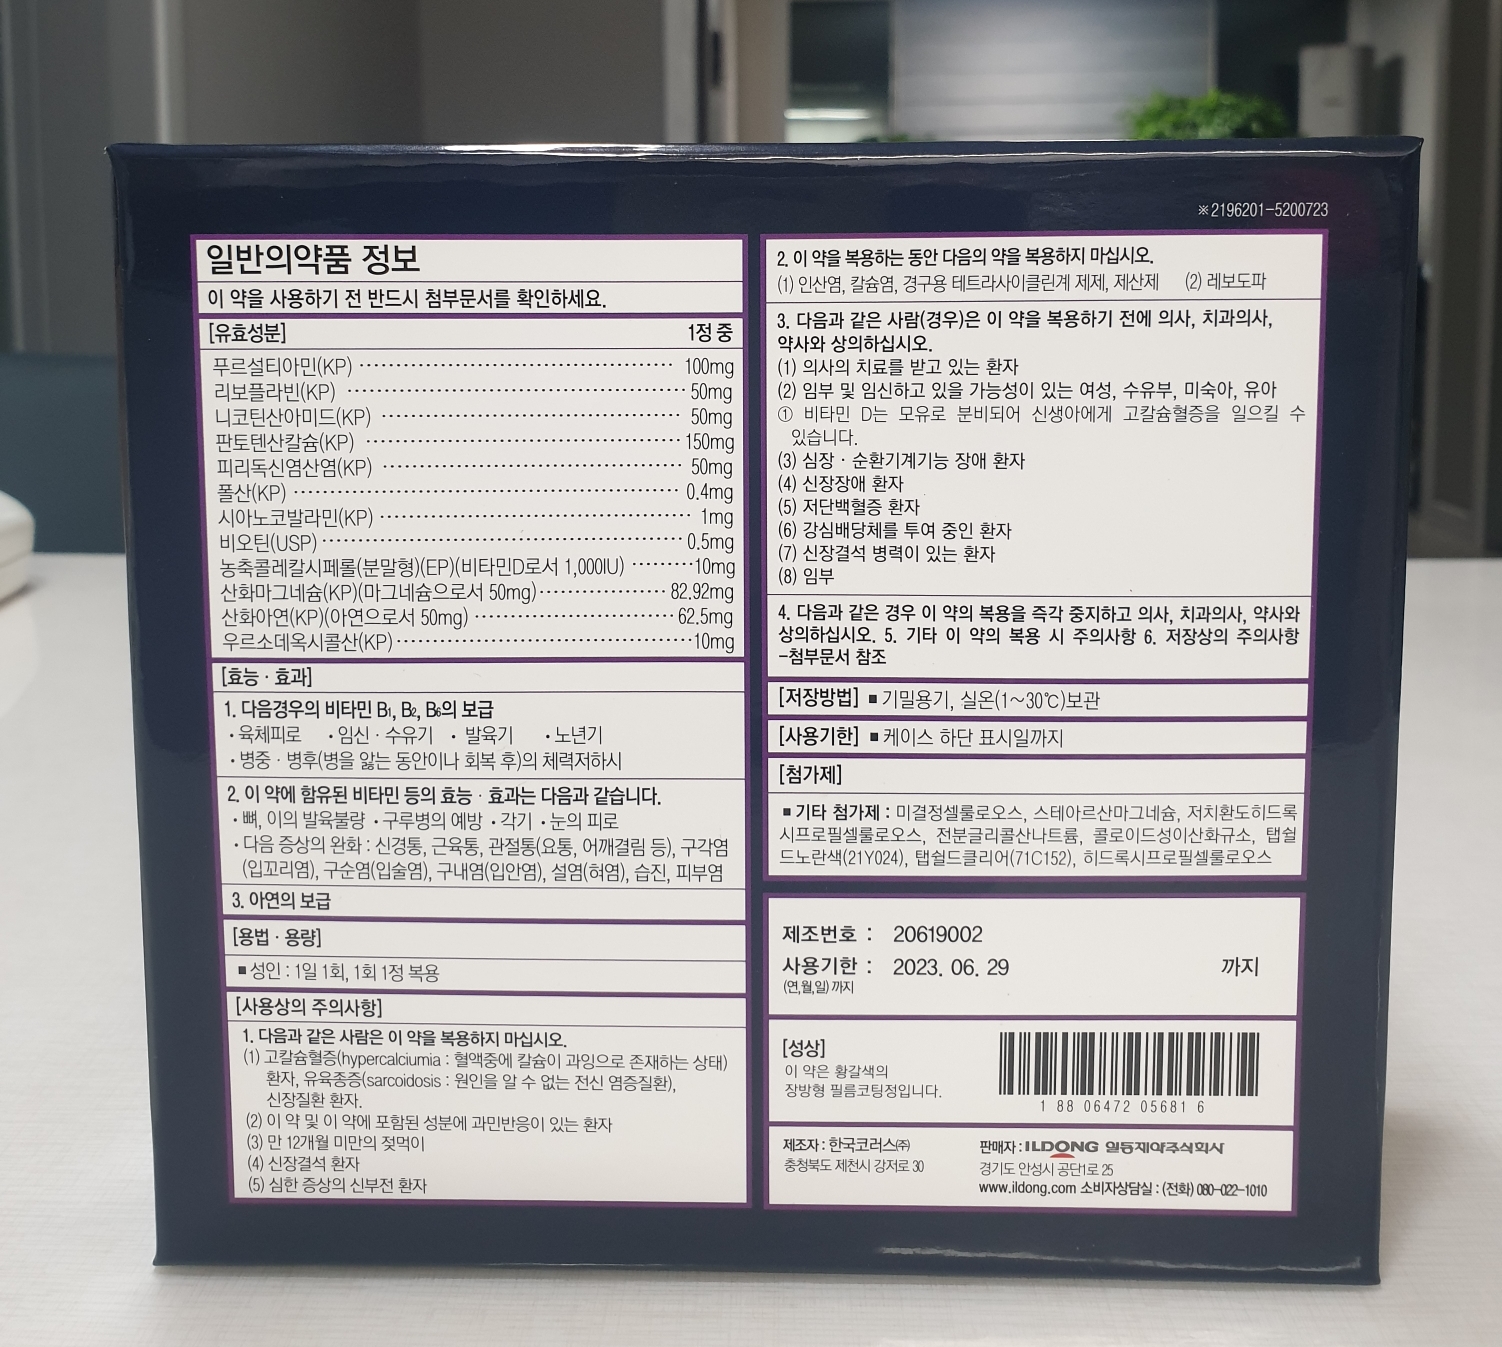 ※2196201-5200723
일반의약품 정보
이 약을 사용하기 전 반드시 첨부문서를 확인하세요.
[유효성분] 1정 중
푸르설티아민(KP) 100mg
리보플라빈(KP) 50mg
니코틴산아미드(KP) 50mg
판토텐산칼슘(KP) 150mg
피리독신염산염(KP) 50mg
폴산(KP) 0.4mg
시아노코발라민(KP) 1mg
비오틴(USP) 0.5mg
농축콜레칼시페롤(분말형)(EP)(비타민D로서 1,000IU) 10mg
산화마그네슘(KP)(마그네슘으로서 50mg) 82.92mg
산화아연(KP)(아연으로서 50mg) 62.5mg
우르소데옥시콜산(KP) 10mg
[효능·효과]
1. 다음경우의 비타민 B₁, B₂, B₆의 보급
·육체피로 ·임신·수유기 ·발육기 ·노년기
·병중·병후(병을 앓는 동안이나 회복 후)의 체력저하시
2. 이 약에 함유된 비타민 등의 효능·효과는 다음과 같습니다.
·뼈, 이의 발육불량 ·구루병의 예방 ·각기 ·눈의 피로
·다음 증상의 완화 : 신경통, 근육통, 관절통(요통, 어깨결림 등), 구각염
(입꼬리염), 구순염(입술염), 구내염(입안염), 설염(혀염), 습진, 피부염
3. 아연의 보급
[용법·용량]
■성인 : 1일 1회, 1회 1정 복용
[사용상의 주의사항]
1. 다음과 같은 사람은 이 약을 복용하지 마십시오.
(1) 고칼슘혈증(hypercalciumia : 혈액중에 칼슘이 과잉으로 존재하는 상태)
환자, 유육종증(sarcoidosis : 원인을 알 수 없는 전신 염증질환),
신장질환 환자.
(2) 이 약 및 이 약에 포함된 성분에 과민반응이 있는 환자
(3) 만 12개월 미만의 젖먹이
(4) 신장결석 환자
(5) 심한 증상의 신부전 환자
2. 이 약을 복용하는 동안 다음의 약을 복용하지 마십시오.
(1) 인산염, 칼슘염, 경구용 테트라사이클린계 제제, 제산제 (2) 레보도파
3. 다음과 같은 사람(경우)은 이 약을 복용하기 전에 의사, 치과의사,
약사와 상의하십시오.
(1) 의사의 치료를 받고 있는 환자
(2) 임부 및 임신하고 있을 가능성이 있는 여성, 수유부, 미숙아, 유아
① 비타민 D는 모유로 분비되어 신생아에게 고칼슘혈증을 일으킬 수
있습니다.
(3) 심장·순환기계기능 장애 환자
(4) 신장장애 환자
(5) 저단백혈증 환자
(6) 강심배당체를 투여 중인 환자
(7) 신장결석 병력이 있는 환자
(8) 임부
4. 다음과 같은 경우 이 약의 복용을 즉각 중지하고 의사, 치과의사, 약사와
상의하십시오. 5. 기타 이 약의 복용 시 주의사항 6. 저장상의 주의사항
-첨부문서 참조
[저장방법] ■기밀용기, 실온(1~30℃)보관
[사용기한] ■케이스 하단 표시일까지
[첨가제]
■기타 첨가제 : 미결정셀룰로오스, 스테아르산마그네슘, 저치환도히드록
시프로필셀룰로오스, 전분글리콜산나트륨, 콜로이드성이산화규소, 탭쉴
드노란색(21Y024), 탭쉴드클리어(71C152), 히드록시프로필셀룰로오스
제조번호 : 20619002
사용기한 : 2023. 06. 29 까지
(연,월,일) 까지
[성상]
이 약은 황갈색의
장방형 필름코팅정입니다.
1 88 06472 05681 6
제조자 : 한국코러스㈜
충청북도 제천시 강저로 30
판매자 : ILDONG 일동제약주식회사
경기도 안성시 공단1로 25
www.ildong.com 소비자상담실 : (전화) 080-022-1010